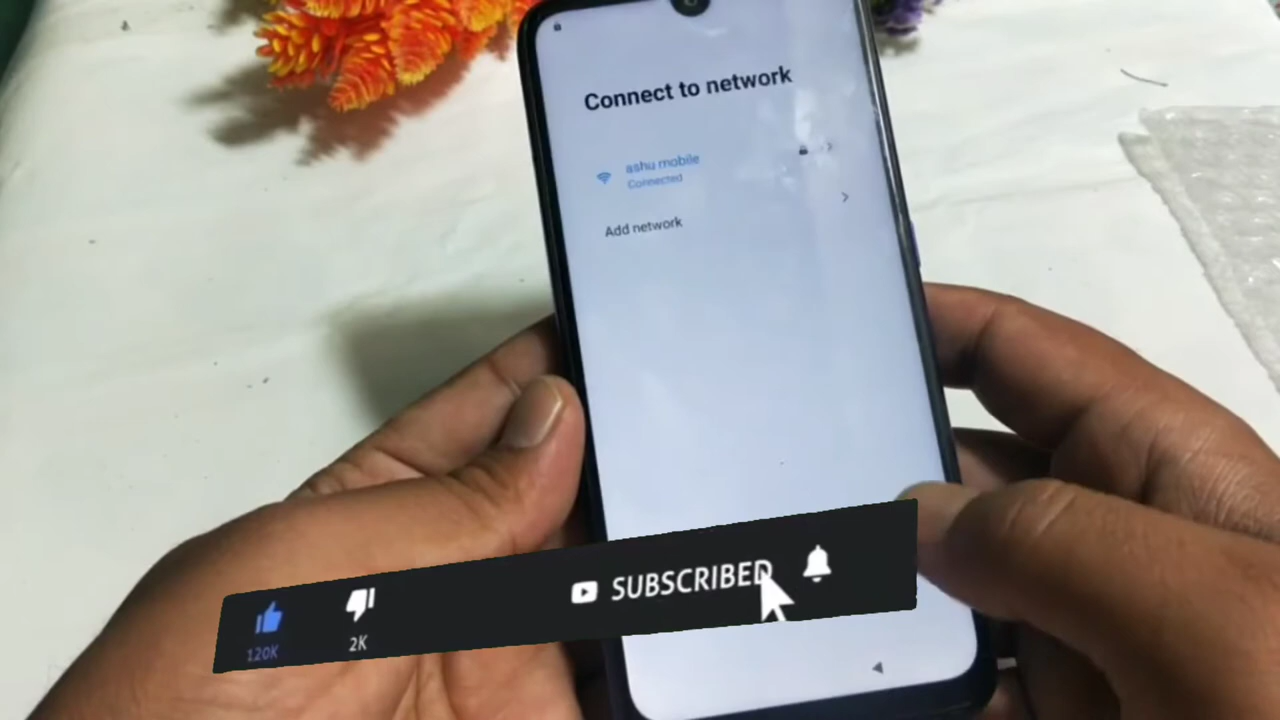 Connect to network
ashu mobile
Connected
Add network
SUBSCRIBED
120K
2K